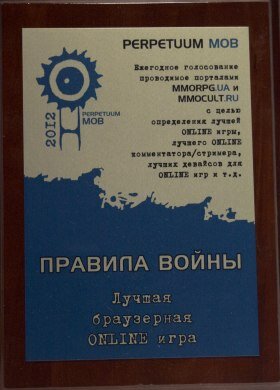 PERPETUUM MOB
Ежегодное голосование
проводимое порталами
MMORPG.UA и
MMOCULT.RU
с целью
определения лучшей
ONLINE игры,
лучшего ONLINE
комментатора/стримера,
лучших девайсов для
ONLINE игр и т.д.
2012
PERPETUUM
MOB
ПРАВИЛА ВОЙНЫ
Лучшая
браузерная
ONLINE игра